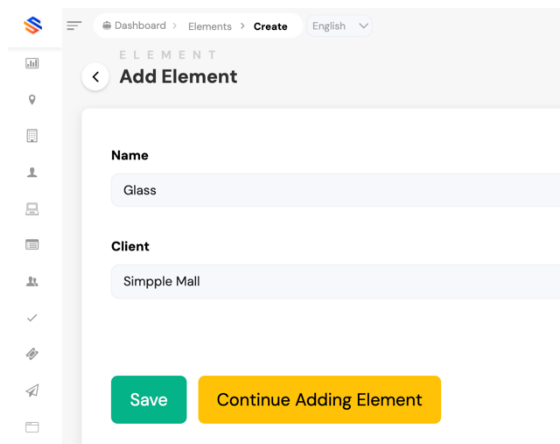 Dashboard > Elements > Create English
ELEMENT
Add Element
Name
Glass
Client
Simpple Mall
Save Continue Adding Element